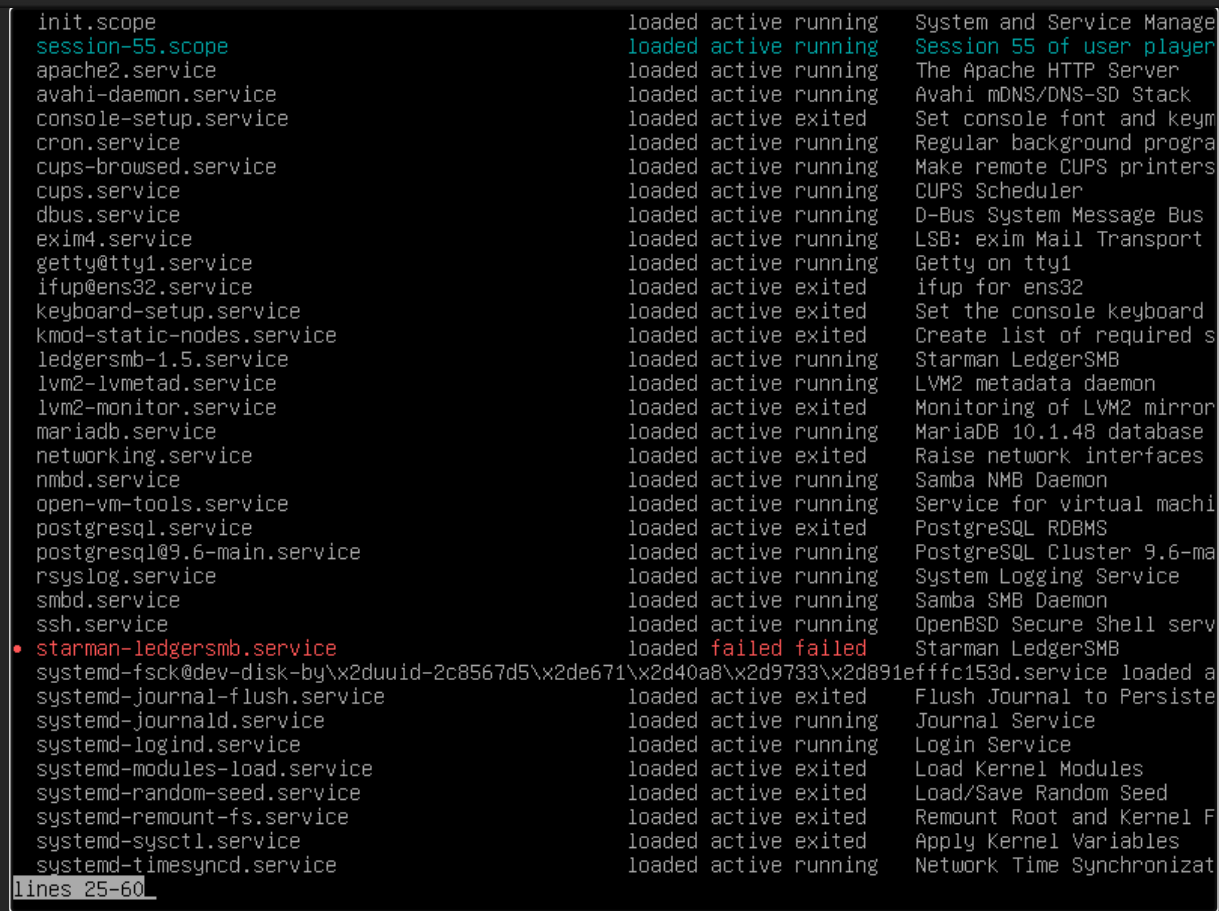 init.scope loaded active running System and Service Manage
session-55.scope loaded active running Session 55 of user player
apache2.service loaded active running The Apache HTTP Server
avahi-daemon.service loaded active running Avahi mDNS/DNS-SD Stack
console-setup.service loaded active exited Set console font and keym
cron.service loaded active running Regular background progra
cups-browsed.service loaded active running Make remote CUPS printers
cups.service loaded active running CUPS Scheduler
dbus.service loaded active running D-Bus System Message Bus
exim4.service loaded active running LSB: exim Mail Transport
getty@tty1.service loaded active running Getty on tty1
ifup@ens32.service loaded active exited ifup for ens32
keyboard-setup.service loaded active exited Set the console keyboard
kmod-static-nodes.service loaded active exited Create list of required s
ledgersmb-1.5.service loaded active running Starman LedgerSMB
lvm2-lvmetad.service loaded active running LVM2 metadata daemon
lvm2-monitor.service loaded active exited Monitoring of LVM2 mirror
mariadb.service loaded active running MariaDB 10.1.48 database
networking.service loaded active exited Raise network interfaces
nmbd.service loaded active running Samba NMB Daemon
open-vm-tools.service loaded active running Service for virtual machi
postgresql.service loaded active exited PostgreSQL RDBMS
postgresql@9.6-main.service loaded active running PostgreSQL Cluster 9.6-ma
rsyslog.service loaded active running System Logging Service
smbd.service loaded active running Samba SMB Daemon
ssh.service loaded active running OpenBSD Secure Shell serv
● starman-ledgersmb.service loaded failed failed Starman LedgerSMB
systemd-fsck@dev-disk-by\x2duuid-2c8567d5\x2de671\x2d40a8\x2d9733\x2d891efffc153d.service loaded a
systemd-journal-flush.service loaded active exited Flush Journal to Persiste
systemd-journald.service loaded active running Journal Service
systemd-logind.service loaded active running Login Service
systemd-modules-load.service loaded active exited Load Kernel Modules
systemd-random-seed.service loaded active exited Load/Save Random Seed
systemd-remount-fs.service loaded active exited Remount Root and Kernel F
systemd-sysctl.service loaded active exited Apply Kernel Variables
systemd-timesyncd.service loaded active running Network Time Synchronizat
lines 25-60